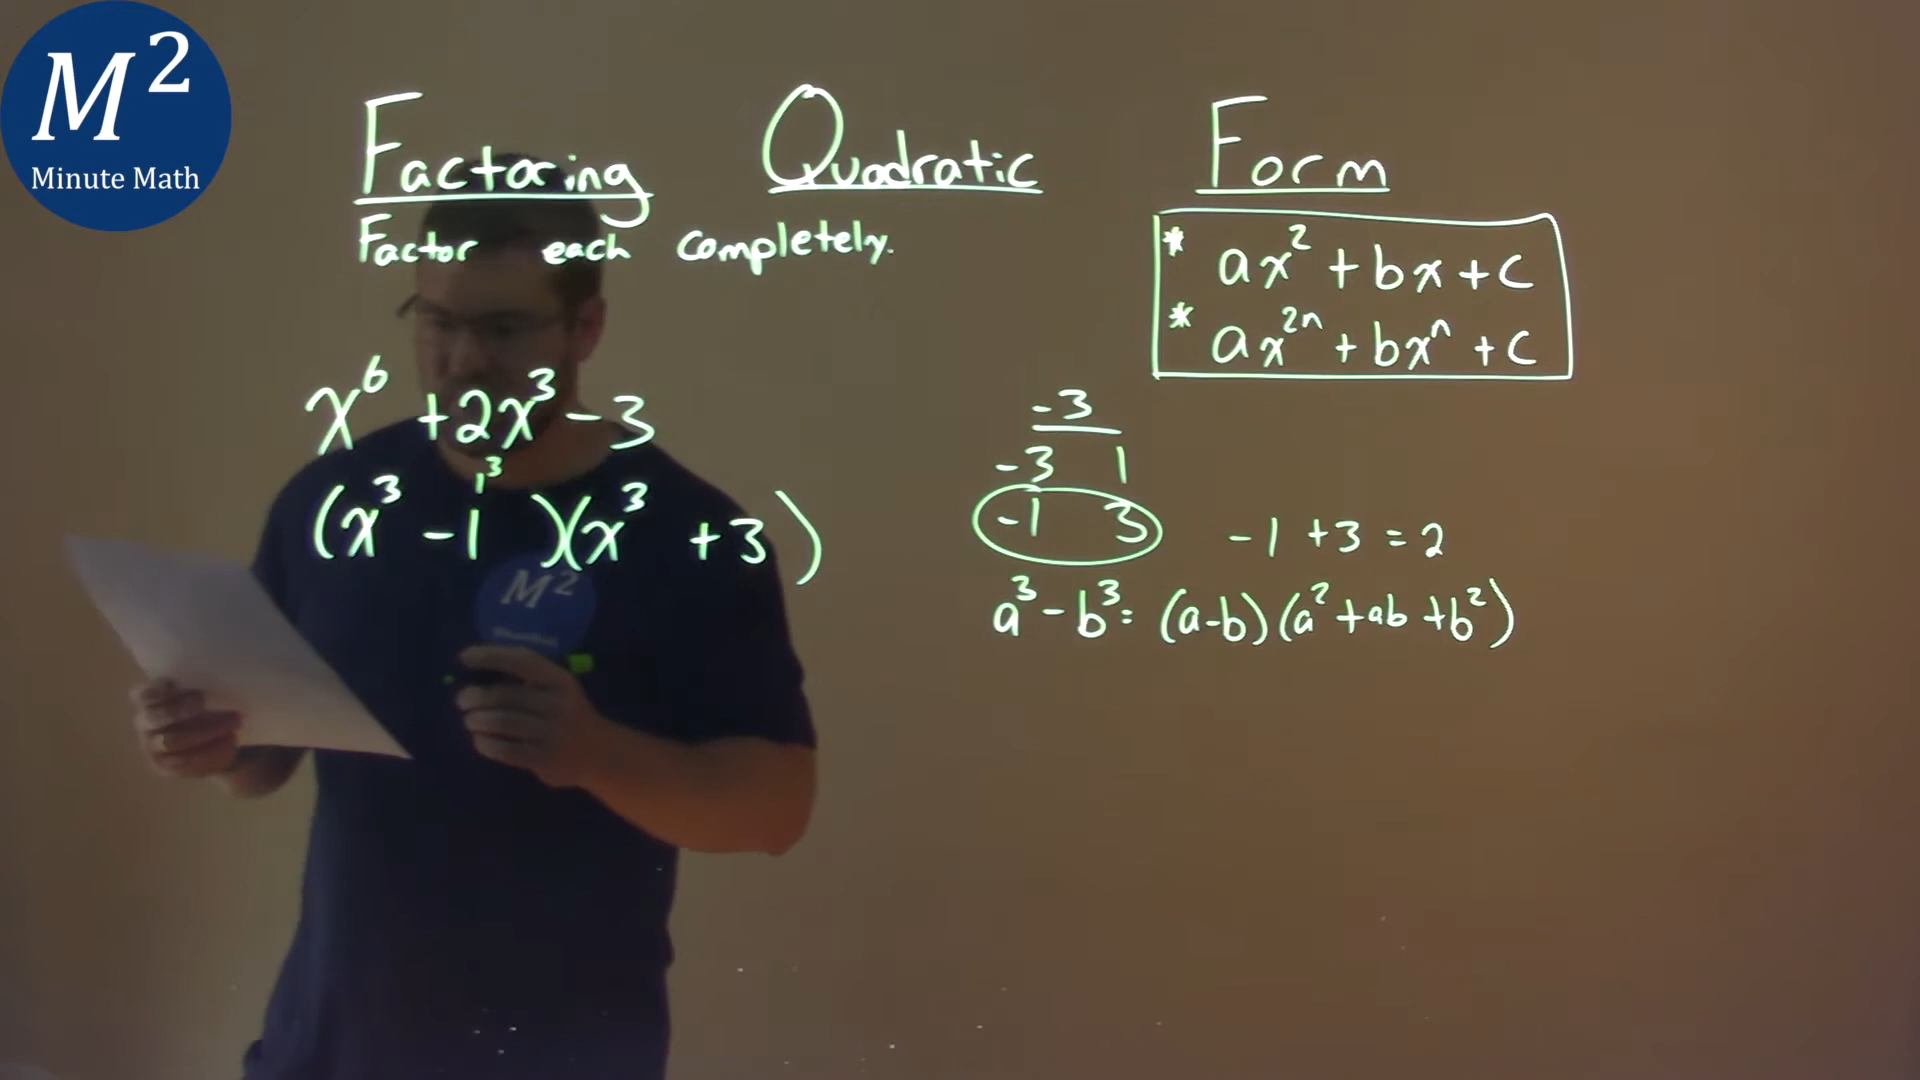 M²
Minute Math
Factoring Quadratic Form
Factor each completely.
* ax² + bx + c
* ax²ⁿ + bxⁿ + c
x⁶ + 2x³ - 3
-3
-3 1
1³
(x³ - 1 )(x³ + 3 )
-1 3 -1 + 3 = 2
M²
a³ - b³ = (a-b)(a² + ab + b²)